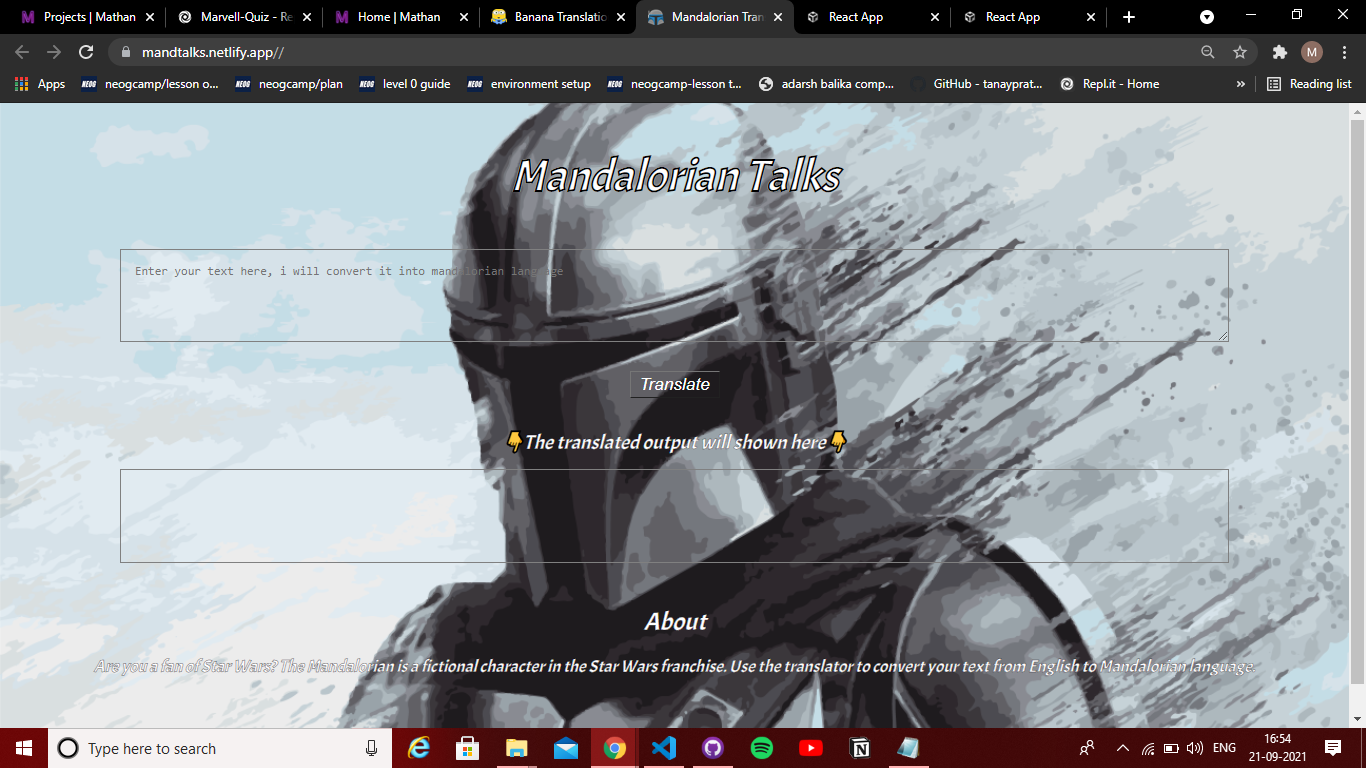 Projects | Mathan
Marvell-Quiz - Re
Home | Mathan
Banana Translatio
Mandalorian Tran
React App
React App
mandtalks.netlify.app//
M
Apps
NEOG neogcamp/lesson o...
NEOG neogcamp/plan
NEOG level 0 guide
NEOG environment setup
NEOG neogcamp-lesson t...
adarsh balika comp...
GitHub - tanayprat...
Repl.it - Home
»
Reading list
Mandalorian Talks
Enter your text here, i will convert it into mandalorian language
Translate
👇The translated output will shown here👇
About
Are you a fan of Star Wars? The Mandalorian is a fictional character in the Star Wars franchise. Use the translator to convert your text from English to Mandalorian language.
Type here to search
ENG
16:54
21-09-2021